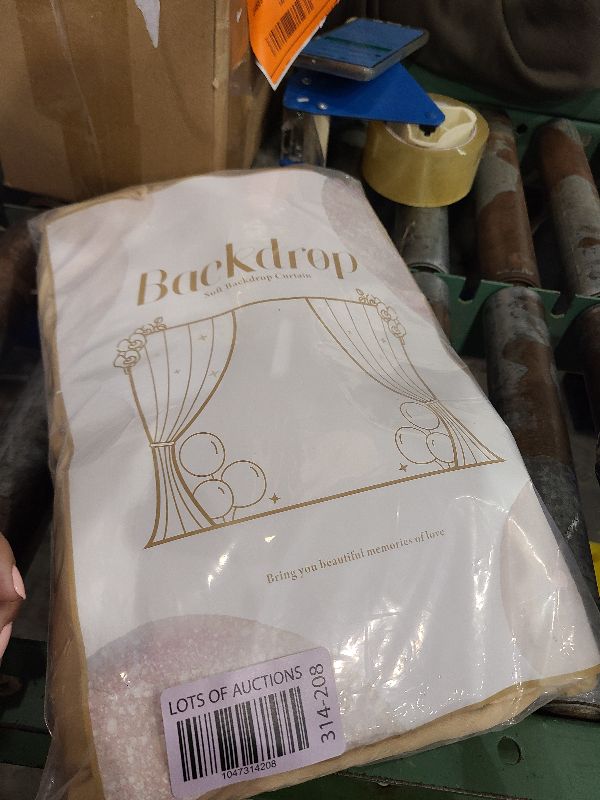 Backdrop
Soft Backdrop Curtain
Bring you beautiful memories of love
LOTS OF AUCTIONS
314-208
1047314208